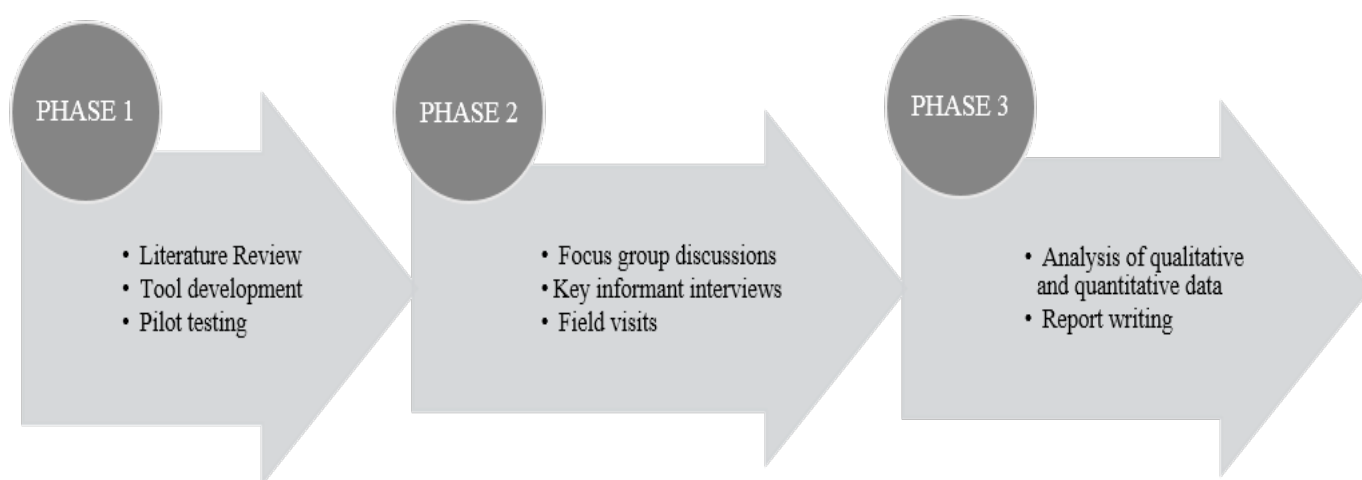 PHASE 1
• Literature Review
• Tool development
• Pilot testing
PHASE 2
• Focus group discussions
• Key informant interviews
• Field visits
PHASE 3
• Analysis of qualitative
and quantitative data
• Report writing